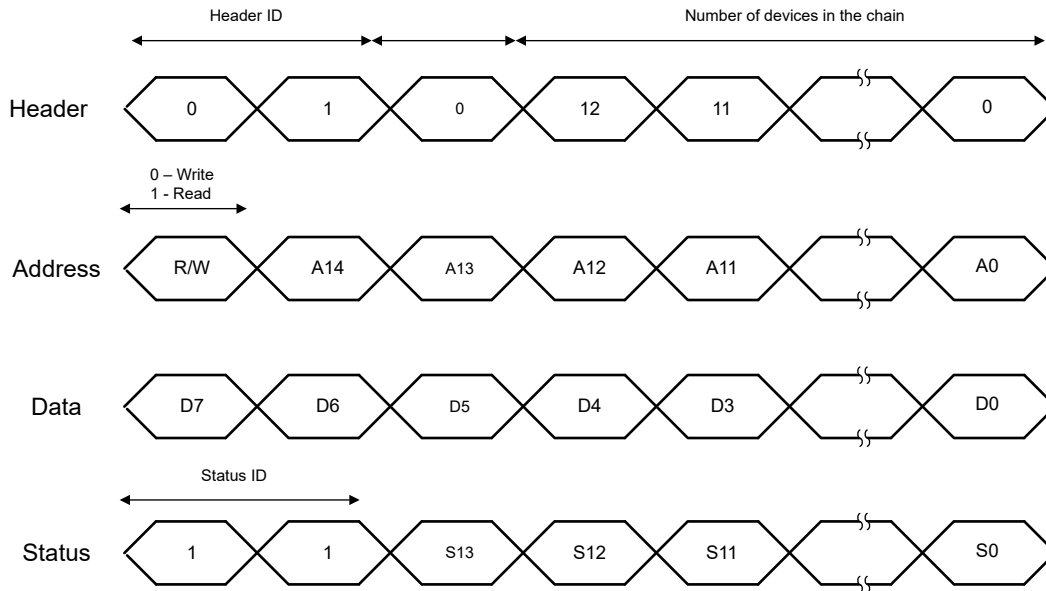 Header ID
Number of devices in the chain
Header
0
1
0
12
11
0
0 – Write
1 - Read
Address
R/W
A14
A13
A12
A11
A0
Data
D7
D6
D5
D4
D3
D0
Status ID
Status
1
1
S13
S12
S11
S0